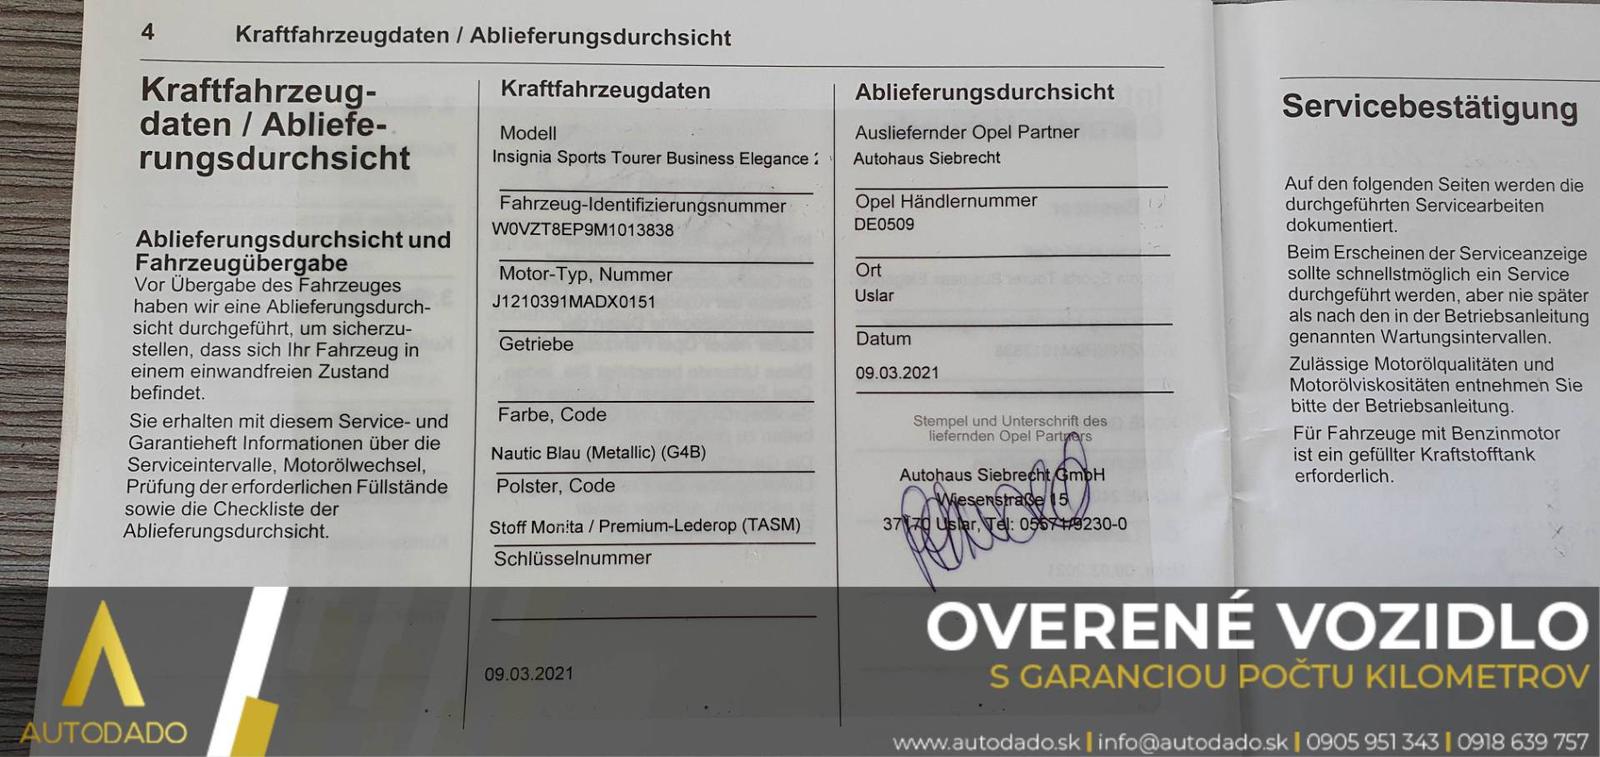 4
Kraftfahrzeugdaten / Ablieferungsdurchsicht
Kraftfahrzeug-
daten / Abliefe-
rungsdurchsicht
Ablieferungsdurchsicht und
Fahrzeugübergabe
Vor Übergabe des Fahrzeuges
haben wir eine Ablieferungsdurch-
sicht durchgeführt, um sicherzu-
stellen, dass sich Ihr Fahrzeug in
einem einwandfreien Zustand
befindet.
Sie erhalten mit diesem Service- und
Garantieheft Informationen über die
Serviceintervalle, Motorölwechsel,
Prüfung der erforderlichen Füllstände
sowie die Checkliste der
Ablieferungsdurchsicht.
Kraftfahrzeugdaten
Modell
Insignia Sports Tourer Business Elegance
Fahrzeug-Identifizierungsnummer
W0VZT8EP9M1013838
Motor-Typ, Nummer
J1210391MADX0151
Getriebe
Farbe, Code
Nautic Blau (Metallic) (G4B)
Polster, Code
Stoff Monita / Premium-Lederop (TASM)
Schlüsselnummer
09.03.2021
Ablieferungsdurchsicht
Ausliefernder Opel Partner
Autohaus Siebrecht
Opel Händlernummer
DE0509
Ort
Uslar
Datum
09.03.2021
Stempel und Unterschrift des
liefernden Opel Partners
Autohaus Siebrecht GmbH
Wiesenstraße 15
37170 Uslar, Tel: 05571/9230-0
Servicebestätigung
Auf den folgenden Seiten werden die
durchgeführten Servicearbeiten
dokumentiert.
Beim Erscheinen der Serviceanzeige
sollte schnellstmöglich ein Service
durchgeführt werden, aber nie später
als nach den in der Betriebsanleitung
genannten Wartungsintervallen.
Zulässige Motorölqualitäten und
Motorölviskositäten entnehmen Sie
bitte der Betriebsanleitung.
Für Fahrzeuge mit Benzinmotor
ist ein gefüllter Kraftstofftank
erforderlich.
AUTODADO
OVERENÉ VOZIDLO
S GARANCIOU POČTU KILOMETROV
www.autodado.sk | info@autodado.sk | 0905 951 343 | 0918 639 757